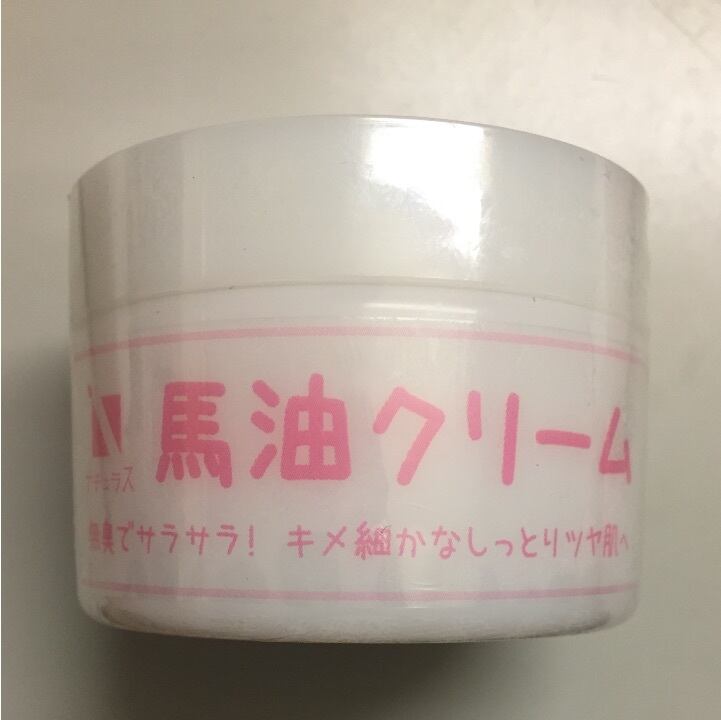 馬油クリーム
ナチュラス
無臭でサラサラ! キメ細かなしっとりツヤ肌へ